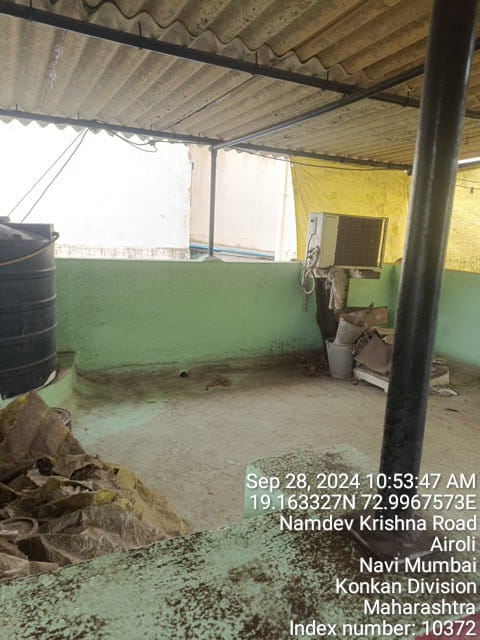 Sep 28, 2024 10:53:47 AM
19.163327N 72.9967573E
Namdev Krishna Road
Airoli
Navi Mumbai
Konkan Division
Maharashtra
Index number: 10372